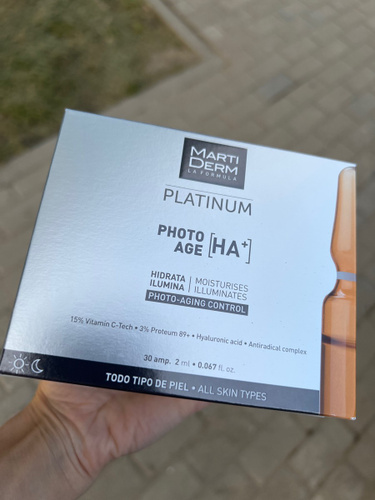 MARTI
DERM
LA FORMULA
PLATINUM
PHOTO
AGE [HA+]
HIDRATA
ILUMINA
MOISTURISES
ILLUMINATES
PHOTO-AGING CONTROL
15% Vitamin C-Tech • 3% Proteum 89+ • Hyaluronic acid • Antiradical complex
30 amp. 2 ml • 0.067 fl. oz.
TODO TIPO DE PIEL • ALL SKIN TYPES